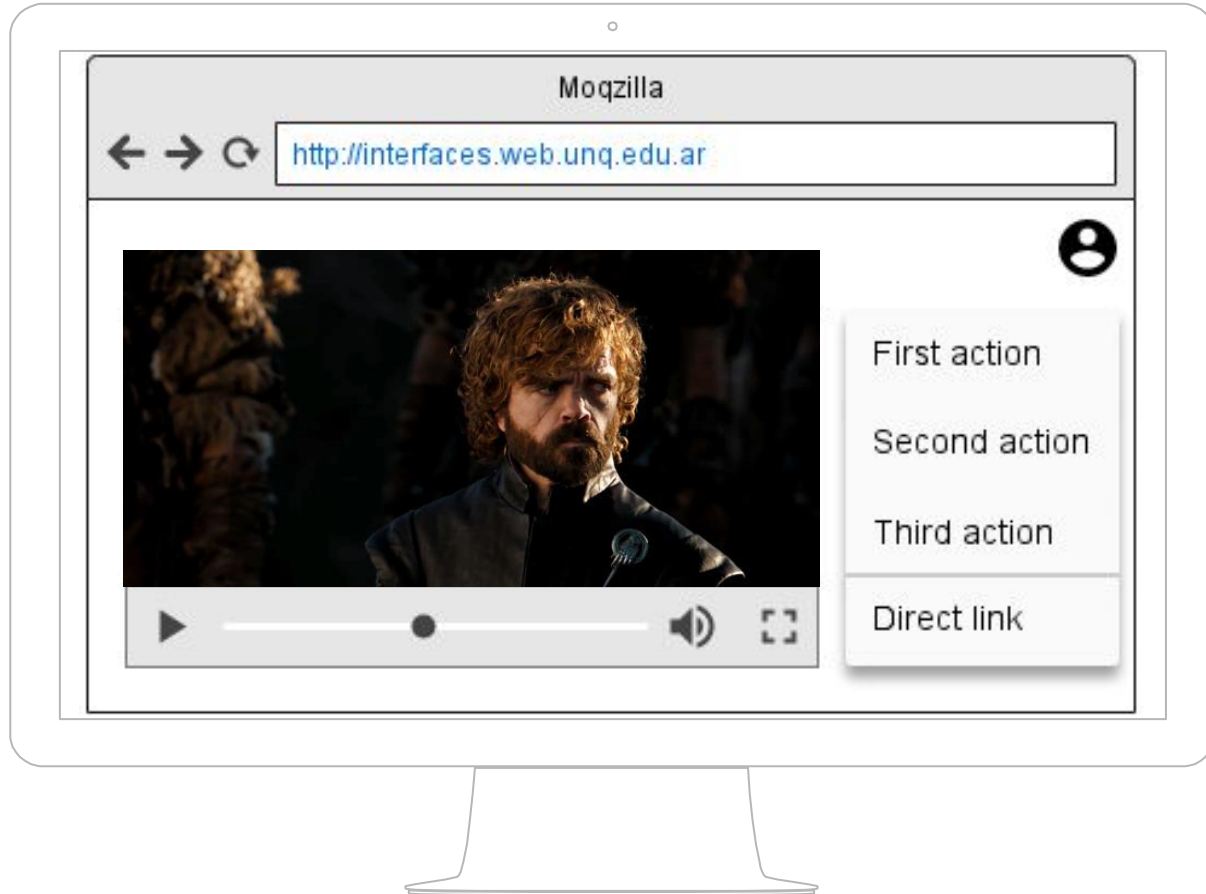 Moqzilla
http://interfaces.web.unq.edu.ar
First action
Second action
Third action
Direct link